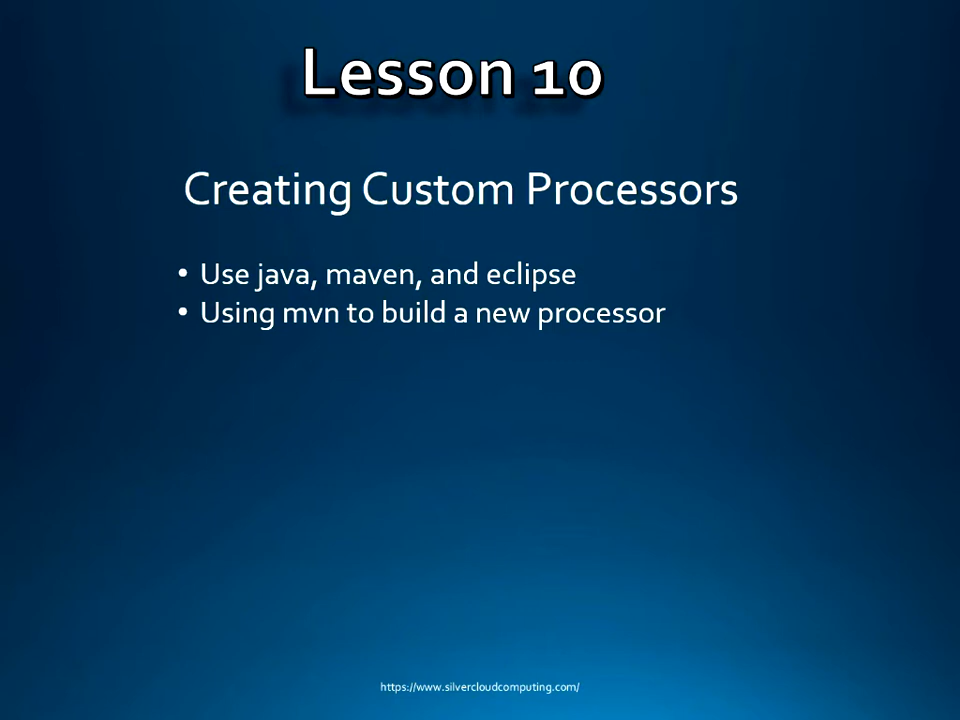 Lesson 10
Creating Custom Processors
• Use java, maven, and eclipse
• Using mvn to build a new processor
https://www.silvercloudcomputing.com/